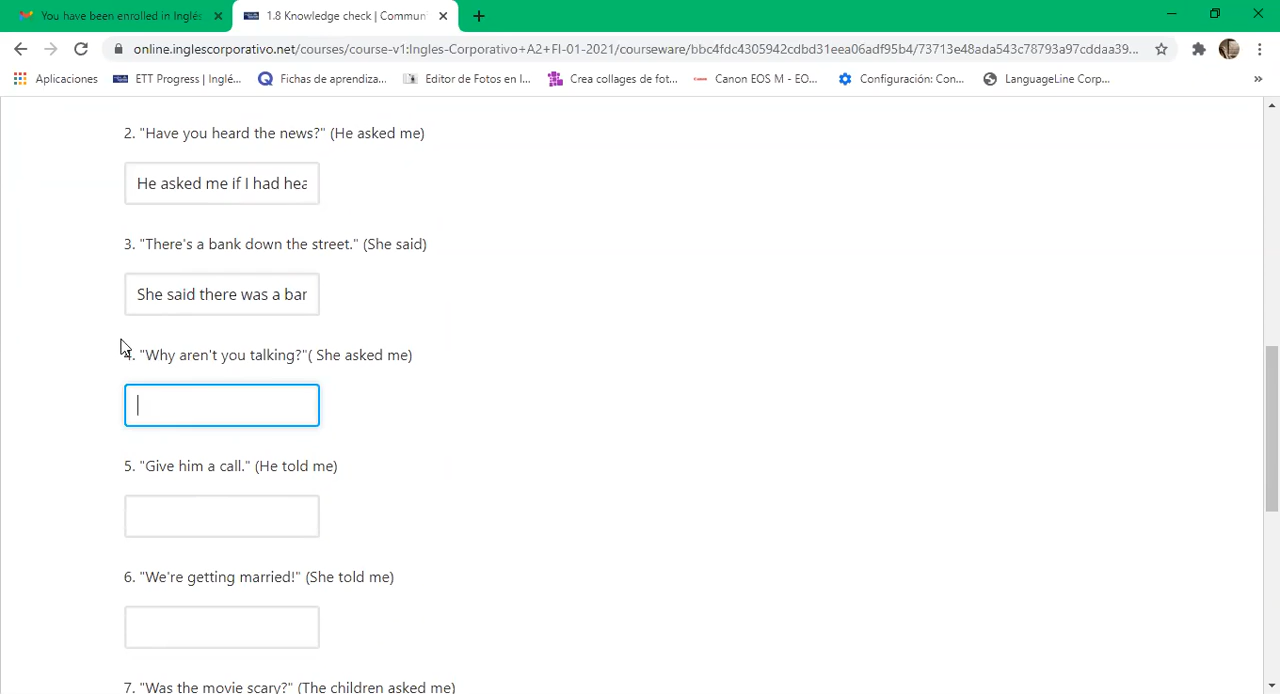 You have been enrolled in Inglés
1.8 Knowledge check | Commun
online.inglescorporativo.net/courses/course-v1:Ingles-Corporativo+A2+FI-01-2021/courseware/bbc4fdc4305942cdbd31eea06adf95b4/73713e48ada543c78793a97cddaa39...
Aplicaciones
ETT Progress | Inglé...
Fichas de aprendiza...
Editor de Fotos en l...
Crea collages de fot...
Canon EOS M - EO...
Configuración: Con...
LanguageLine Corp...
»
2. "Have you heard the news?" (He asked me)
He asked me if I had hea
3. "There's a bank down the street." (She said)
She said there was a ban
4. "Why aren't you talking?"( She asked me)
5. "Give him a call." (He told me)
6. "We're getting married!" (She told me)
7. "Was the movie scary?" (The children asked me)